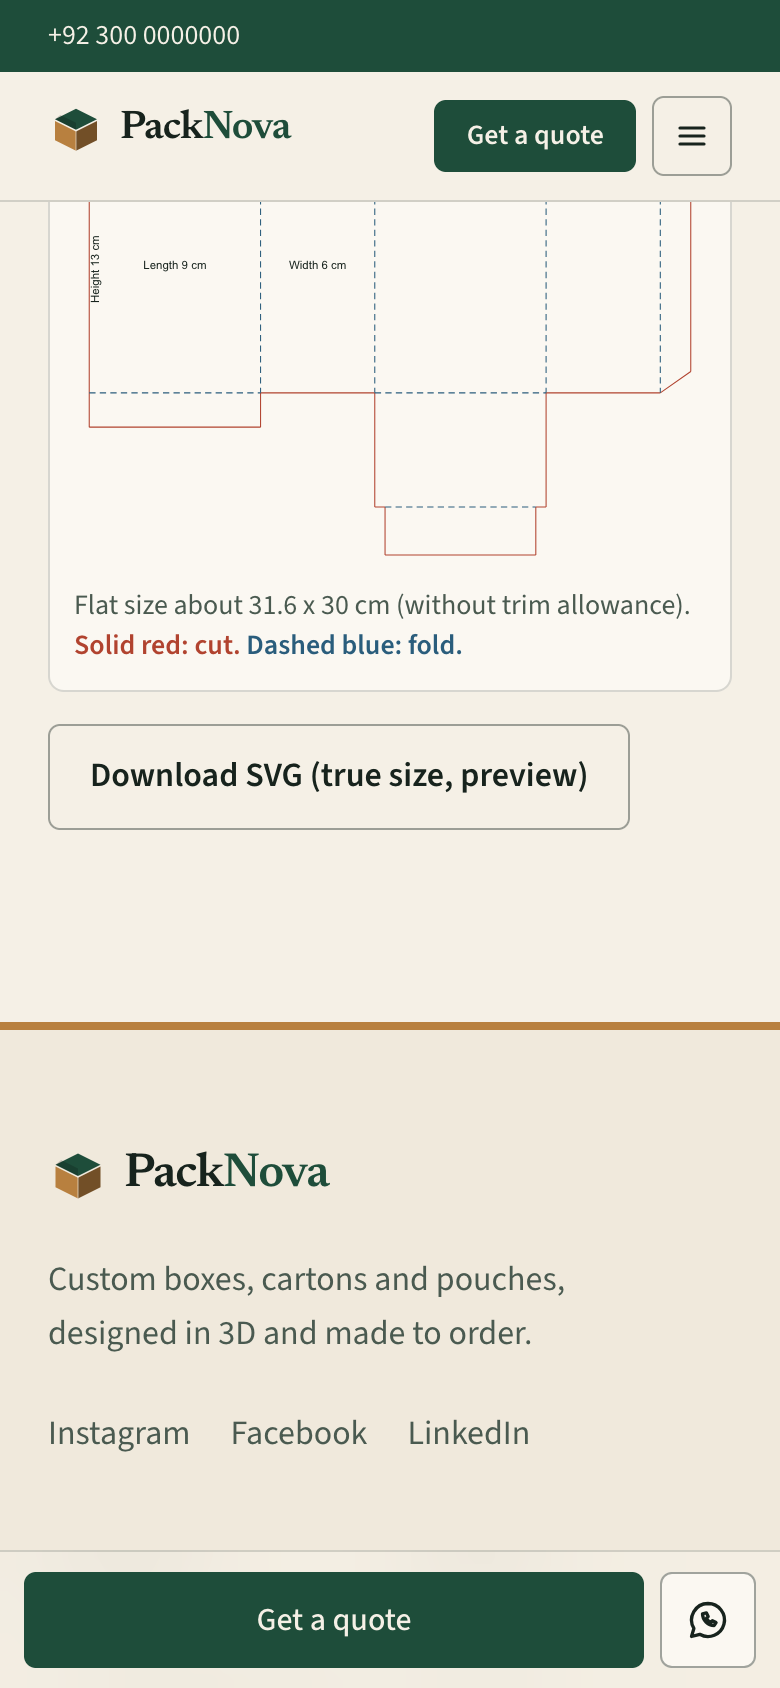 +92 300 0000000
PackNova
Get a quote
Height 13 cm
Length 9 cm
Width 6 cm
Flat size about 31.6 x 30 cm (without trim allowance).
Solid red: cut. Dashed blue: fold.
Download SVG (true size, preview)
PackNova
Custom boxes, cartons and pouches,
designed in 3D and made to order.
Instagram Facebook LinkedIn
Get a quote